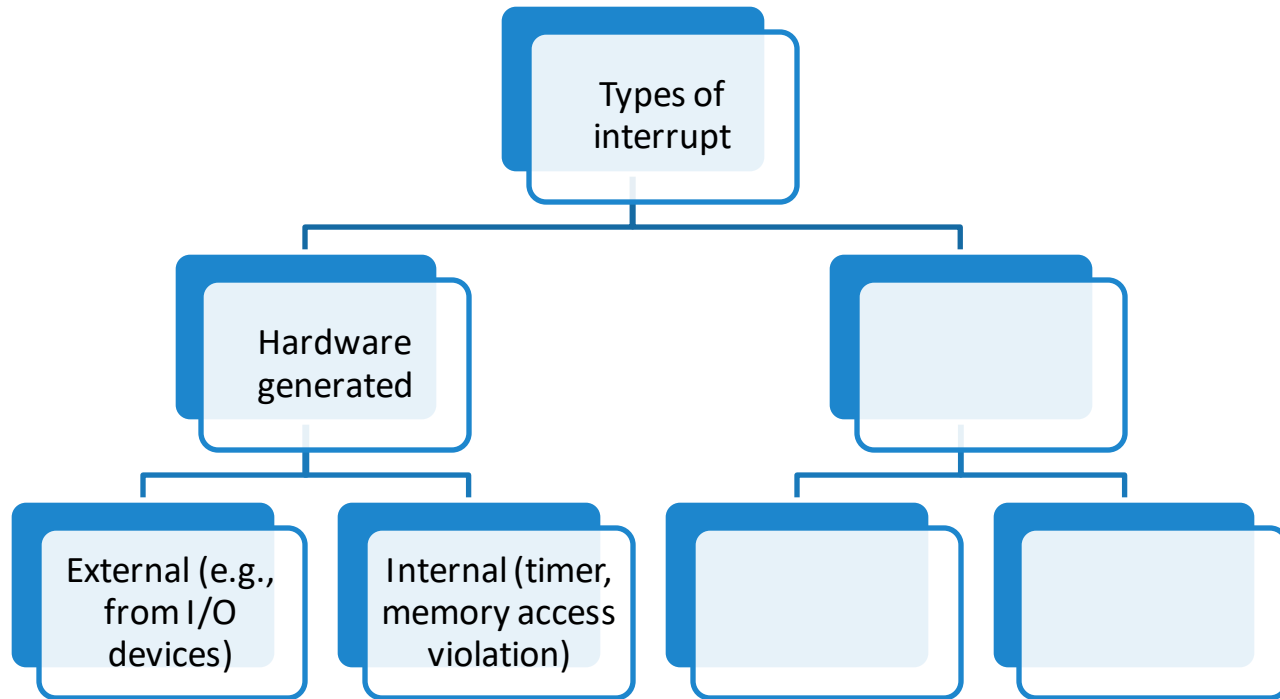 Types of
interrupt
Hardware
generated
External (e.g.,
from I/O
devices)
Internal (timer,
memory access
violation)